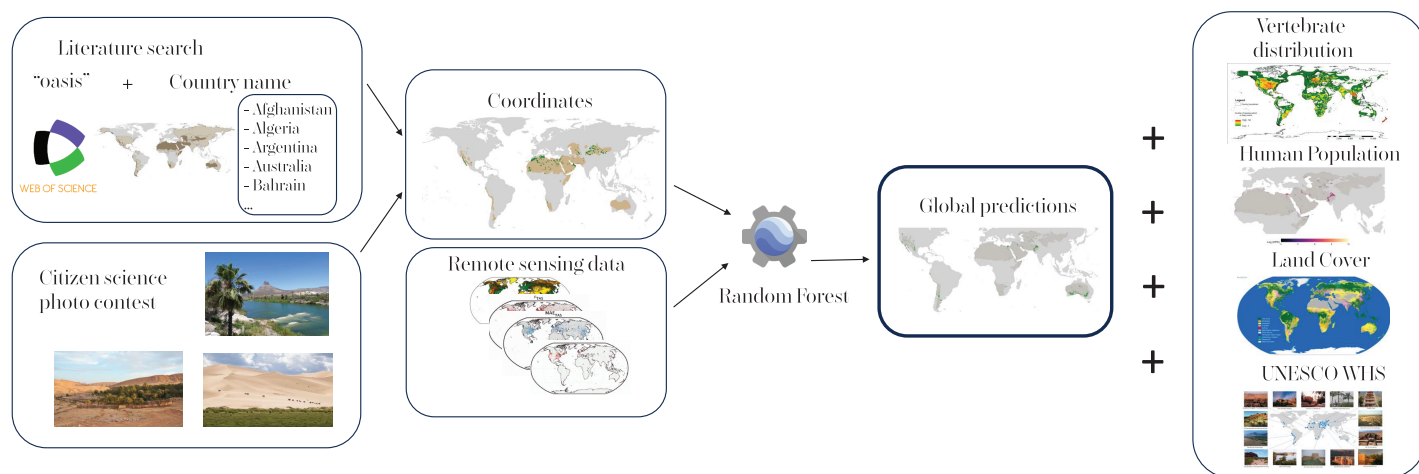 Literature search
“oasis” + Country name
- Afghanistan
- Algeria
- Argentina
- Australia
- Bahrain
...
WEB OF SCIENCE
Citizen science
photo contest
Coordinates
Remote sensing data
Random Forest
Global predictions
+
+
+
+
Vertebrate
distribution
Human Population
Land Cover
UNESCO WHS